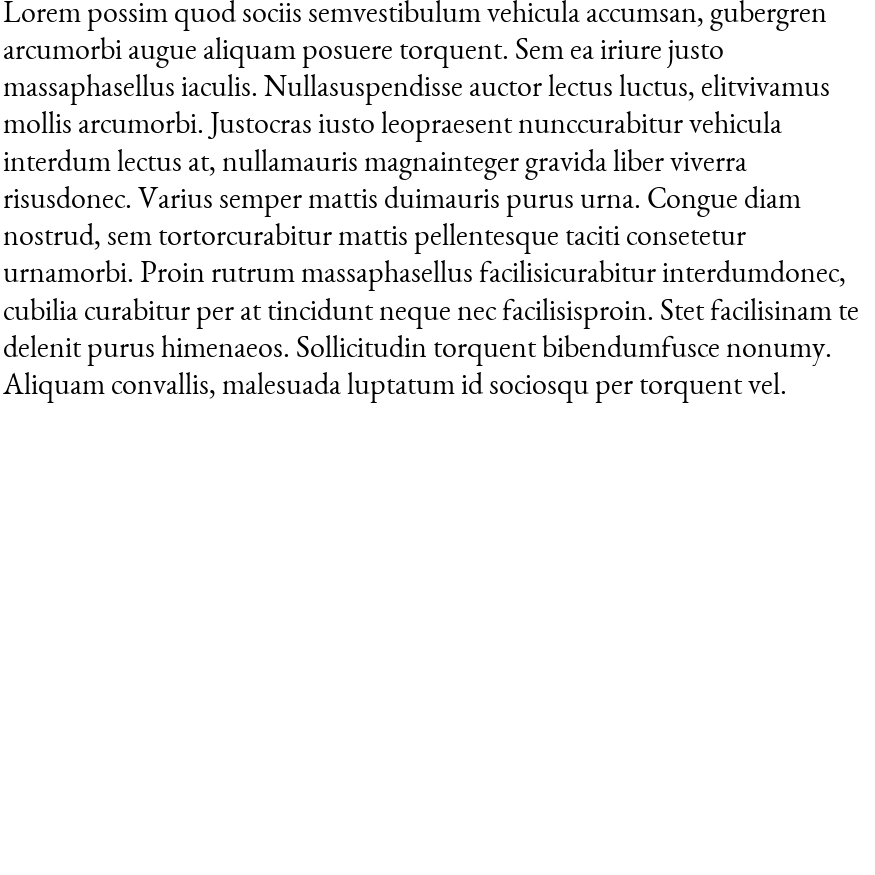 Lorem possim quod sociis semvestibulum vehicula accumsan, gubergren
arcumorbi augue aliquam posuere torquent. Sem ea iriure justo
massaphasellus iaculis. Nullasuspendisse auctor lectus luctus, elitvivamus
mollis arcumorbi. Justocras iusto leopraesent nunccurabitur vehicula
interdum lectus at, nullamauris magnainteger gravida liber viverra
risusdonec. Varius semper mattis duimauris purus urna. Congue diam
nostrud, sem tortorcurabitur mattis pellentesque taciti consetetur
urnamorbi. Proin rutrum massaphasellus facilisicurabitur interdumdonec,
cubilia curabitur per at tincidunt neque nec facilisisproin. Stet facilisinam te
delenit purus himenaeos. Sollicitudin torquent bibendumfusce nonumy.
Aliquam convallis, malesuada luptatum id sociosqu per torquent vel.